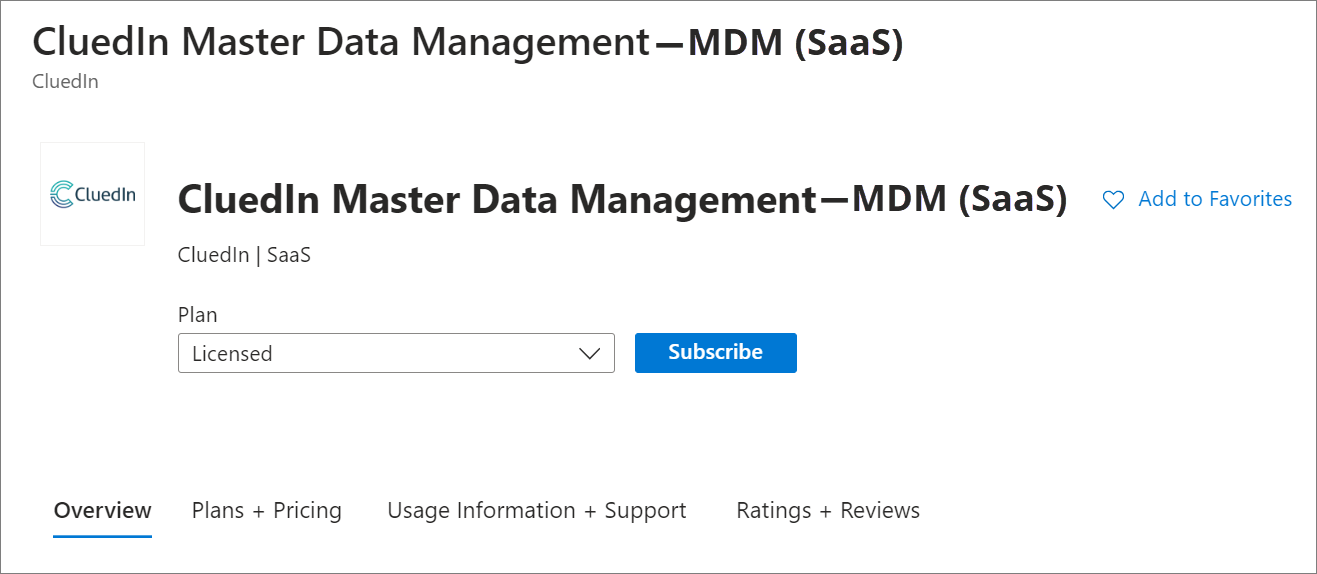 CluedIn Master Data Management—MDM (SaaS)
CluedIn
CluedIn
CluedIn Master Data Management—MDM (SaaS)
Add to Favorites
CluedIn | SaaS
Plan
Licensed
Subscribe
Overview
Plans + Pricing
Usage Information + Support
Ratings + Reviews